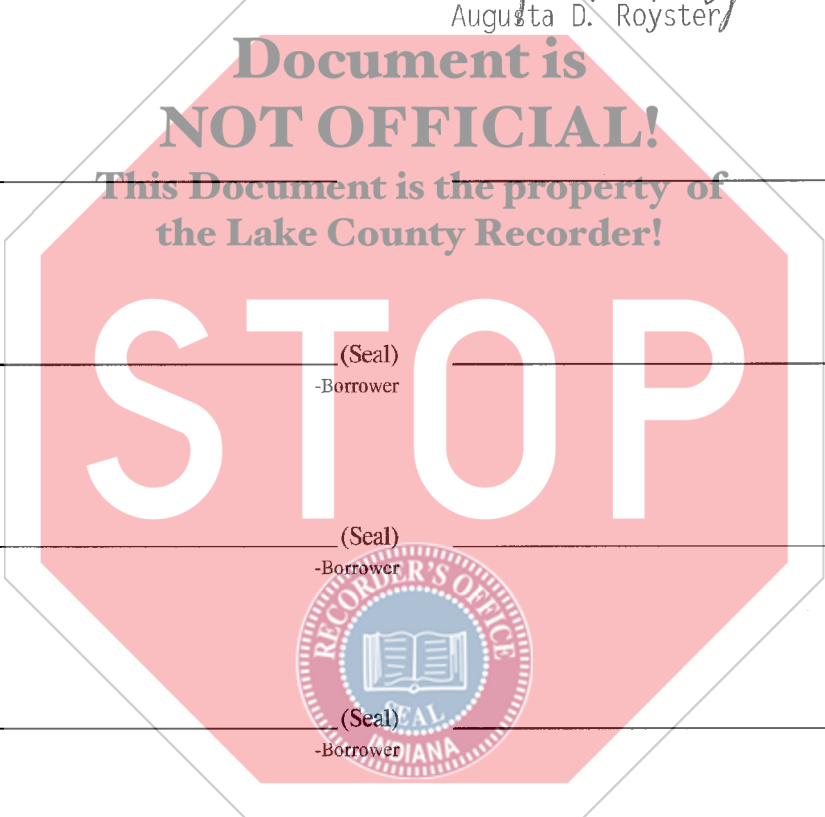 Augusta D. Royster
Document is
NOT OFFICIAL!
This Document is the property of
the Lake County Recorder!
STOP
(Seal)
-Borrower
(Seal)
-Borrower
RECORDER'S OFFICE
SEAL
(Seal)
INDIANA
-Borrower